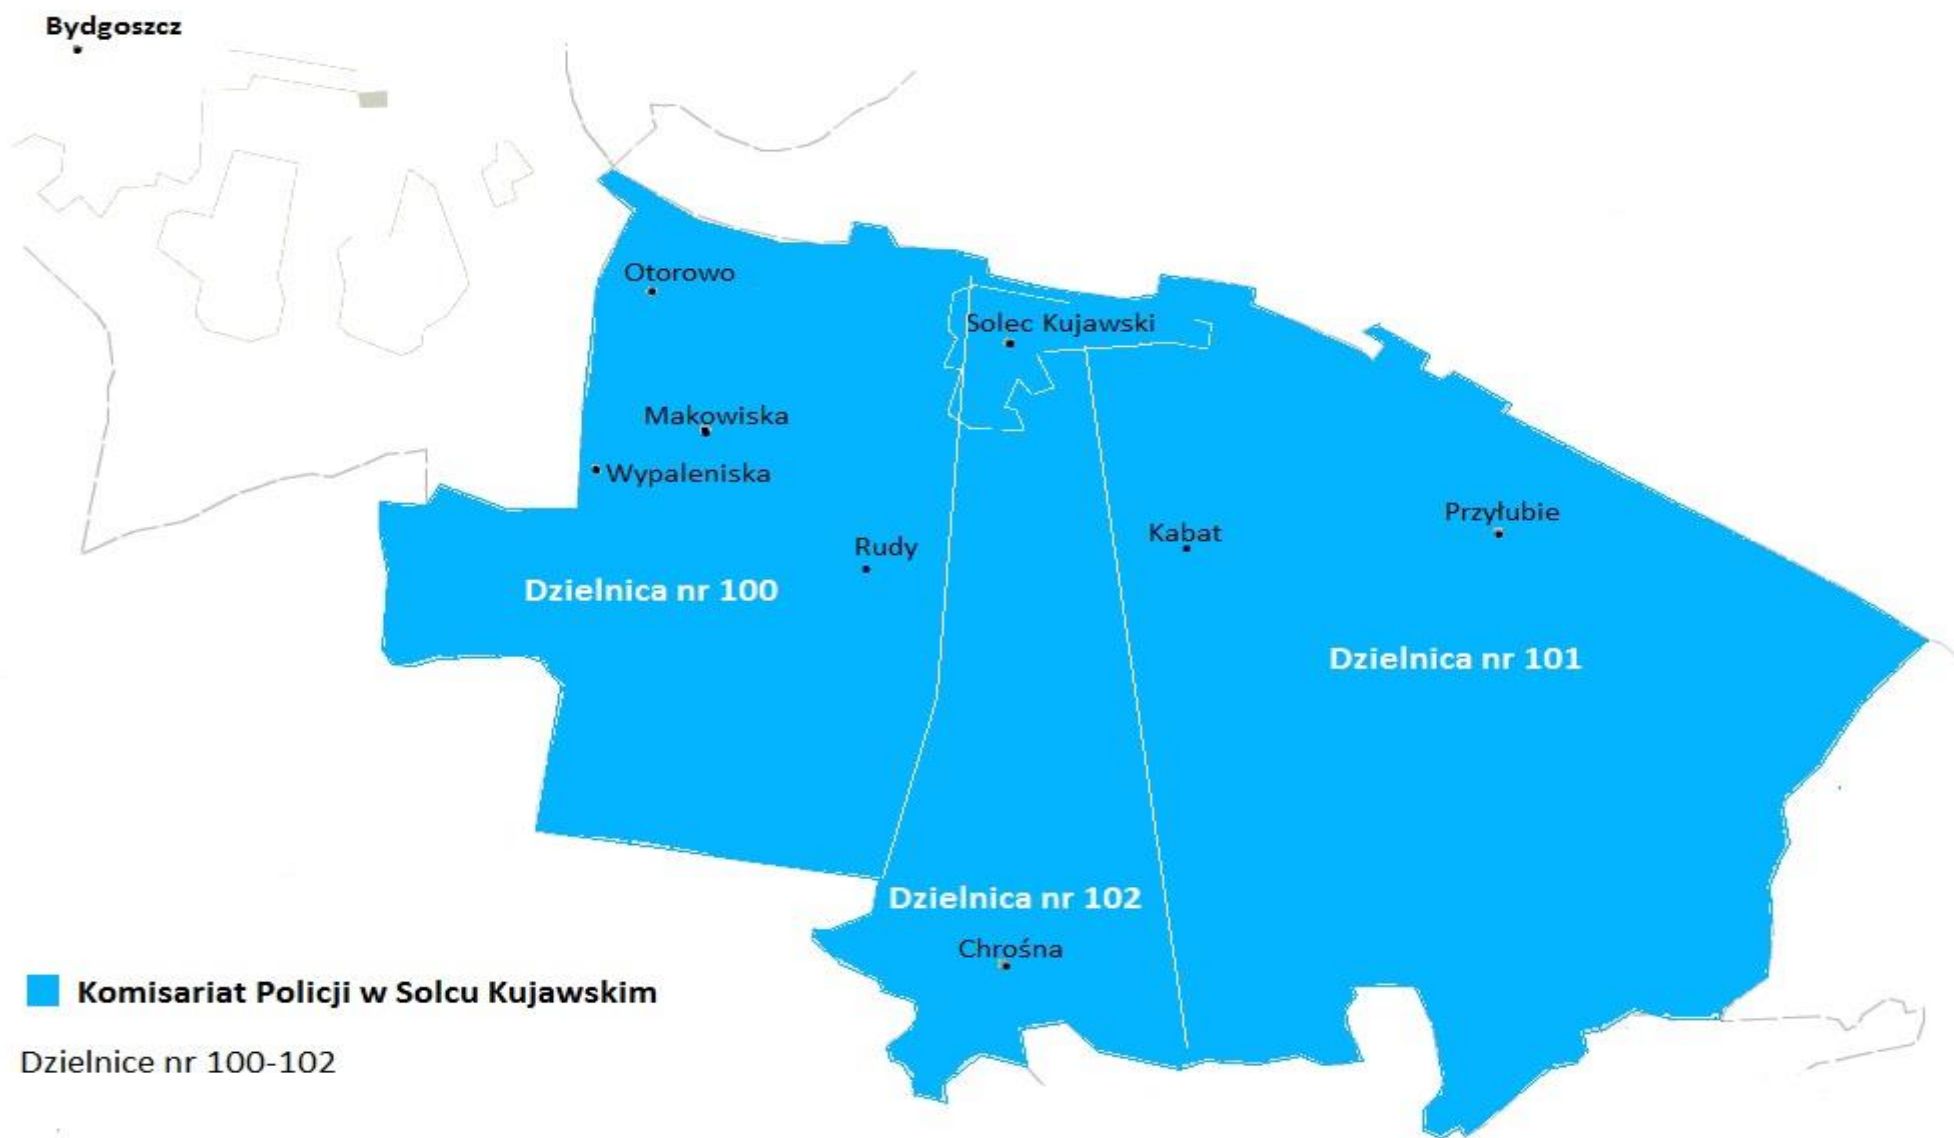 Bydgoszcz
Otorowo
Solec Kujawski
Makowiska
Wypaleniska
Przyłubie
Kabat
Rudy
Dzielnica nr 100
Dzielnica nr 101
Dzielnica nr 102
Chrośna
Komisariat Policji w Solcu Kujawskim
Dzielnice nr 100-102